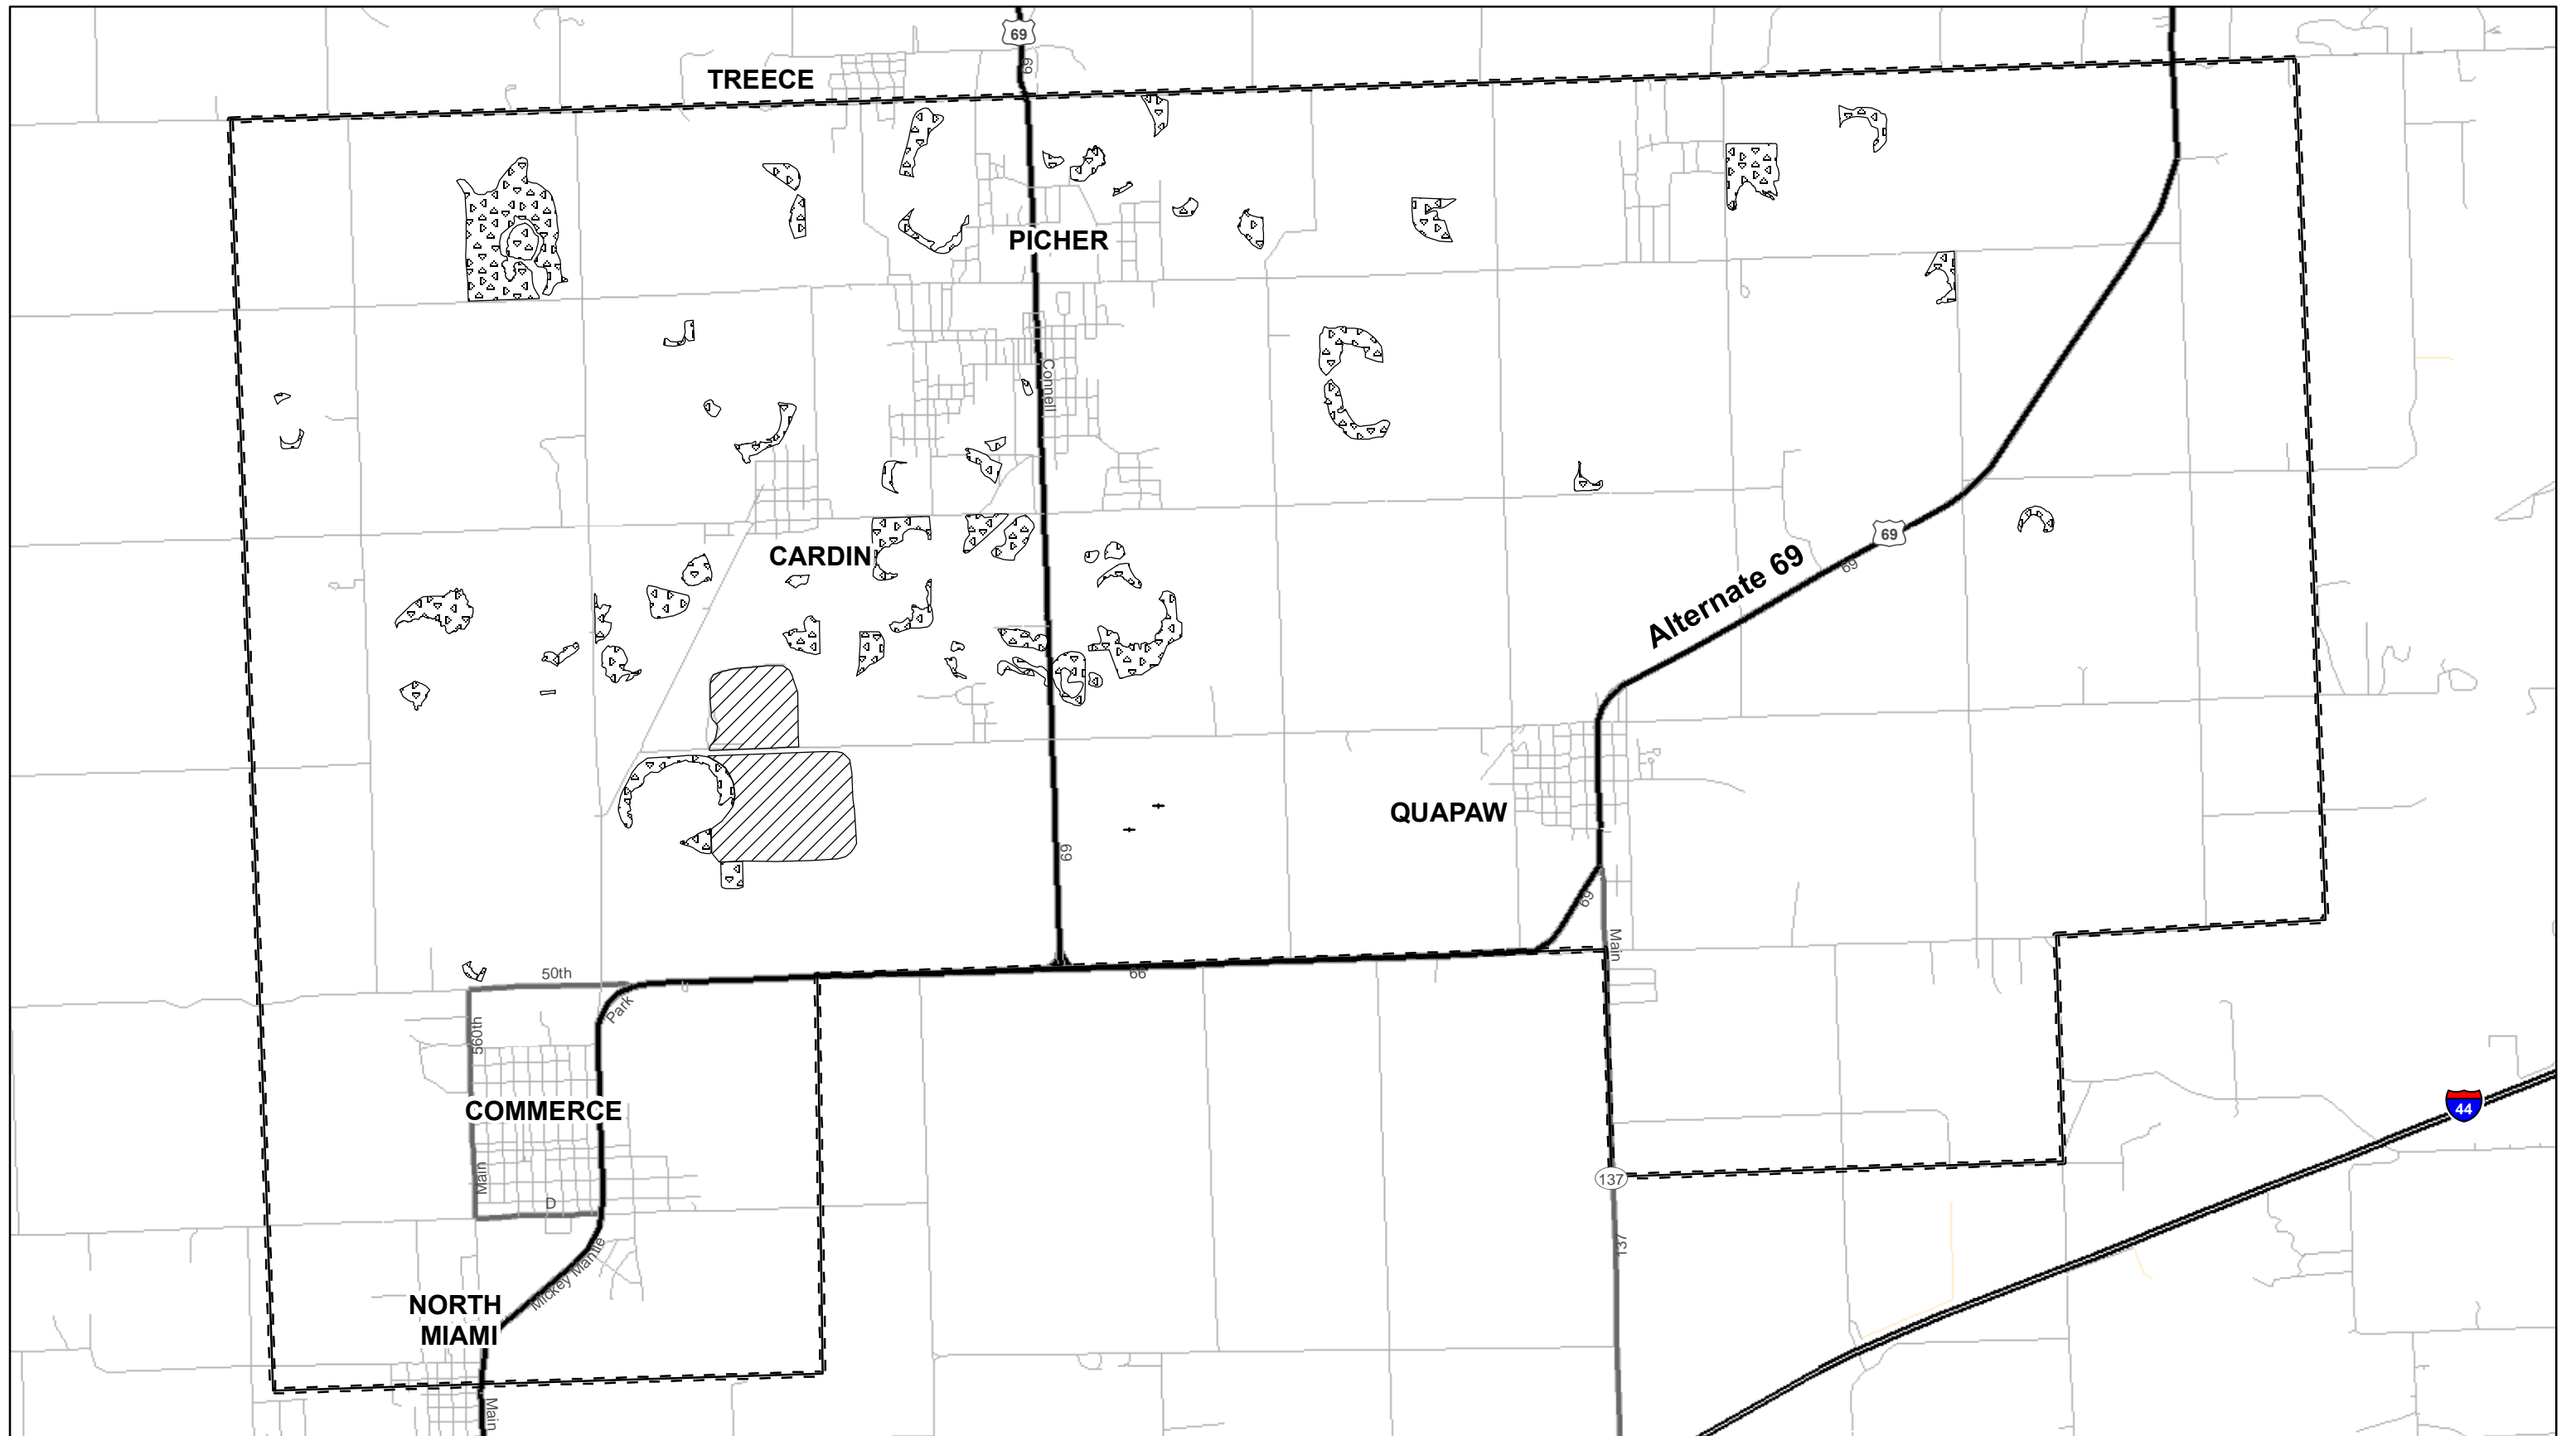 69
69
TREECE
PICHER
Connell
CARDIN
69
69
Alternate 69
QUAPAW
69
69
Main
50th
66
Park
560th
44
COMMERCE
Main
D
137
137
Mickey Mantle
NORTH
MIAMI
Main